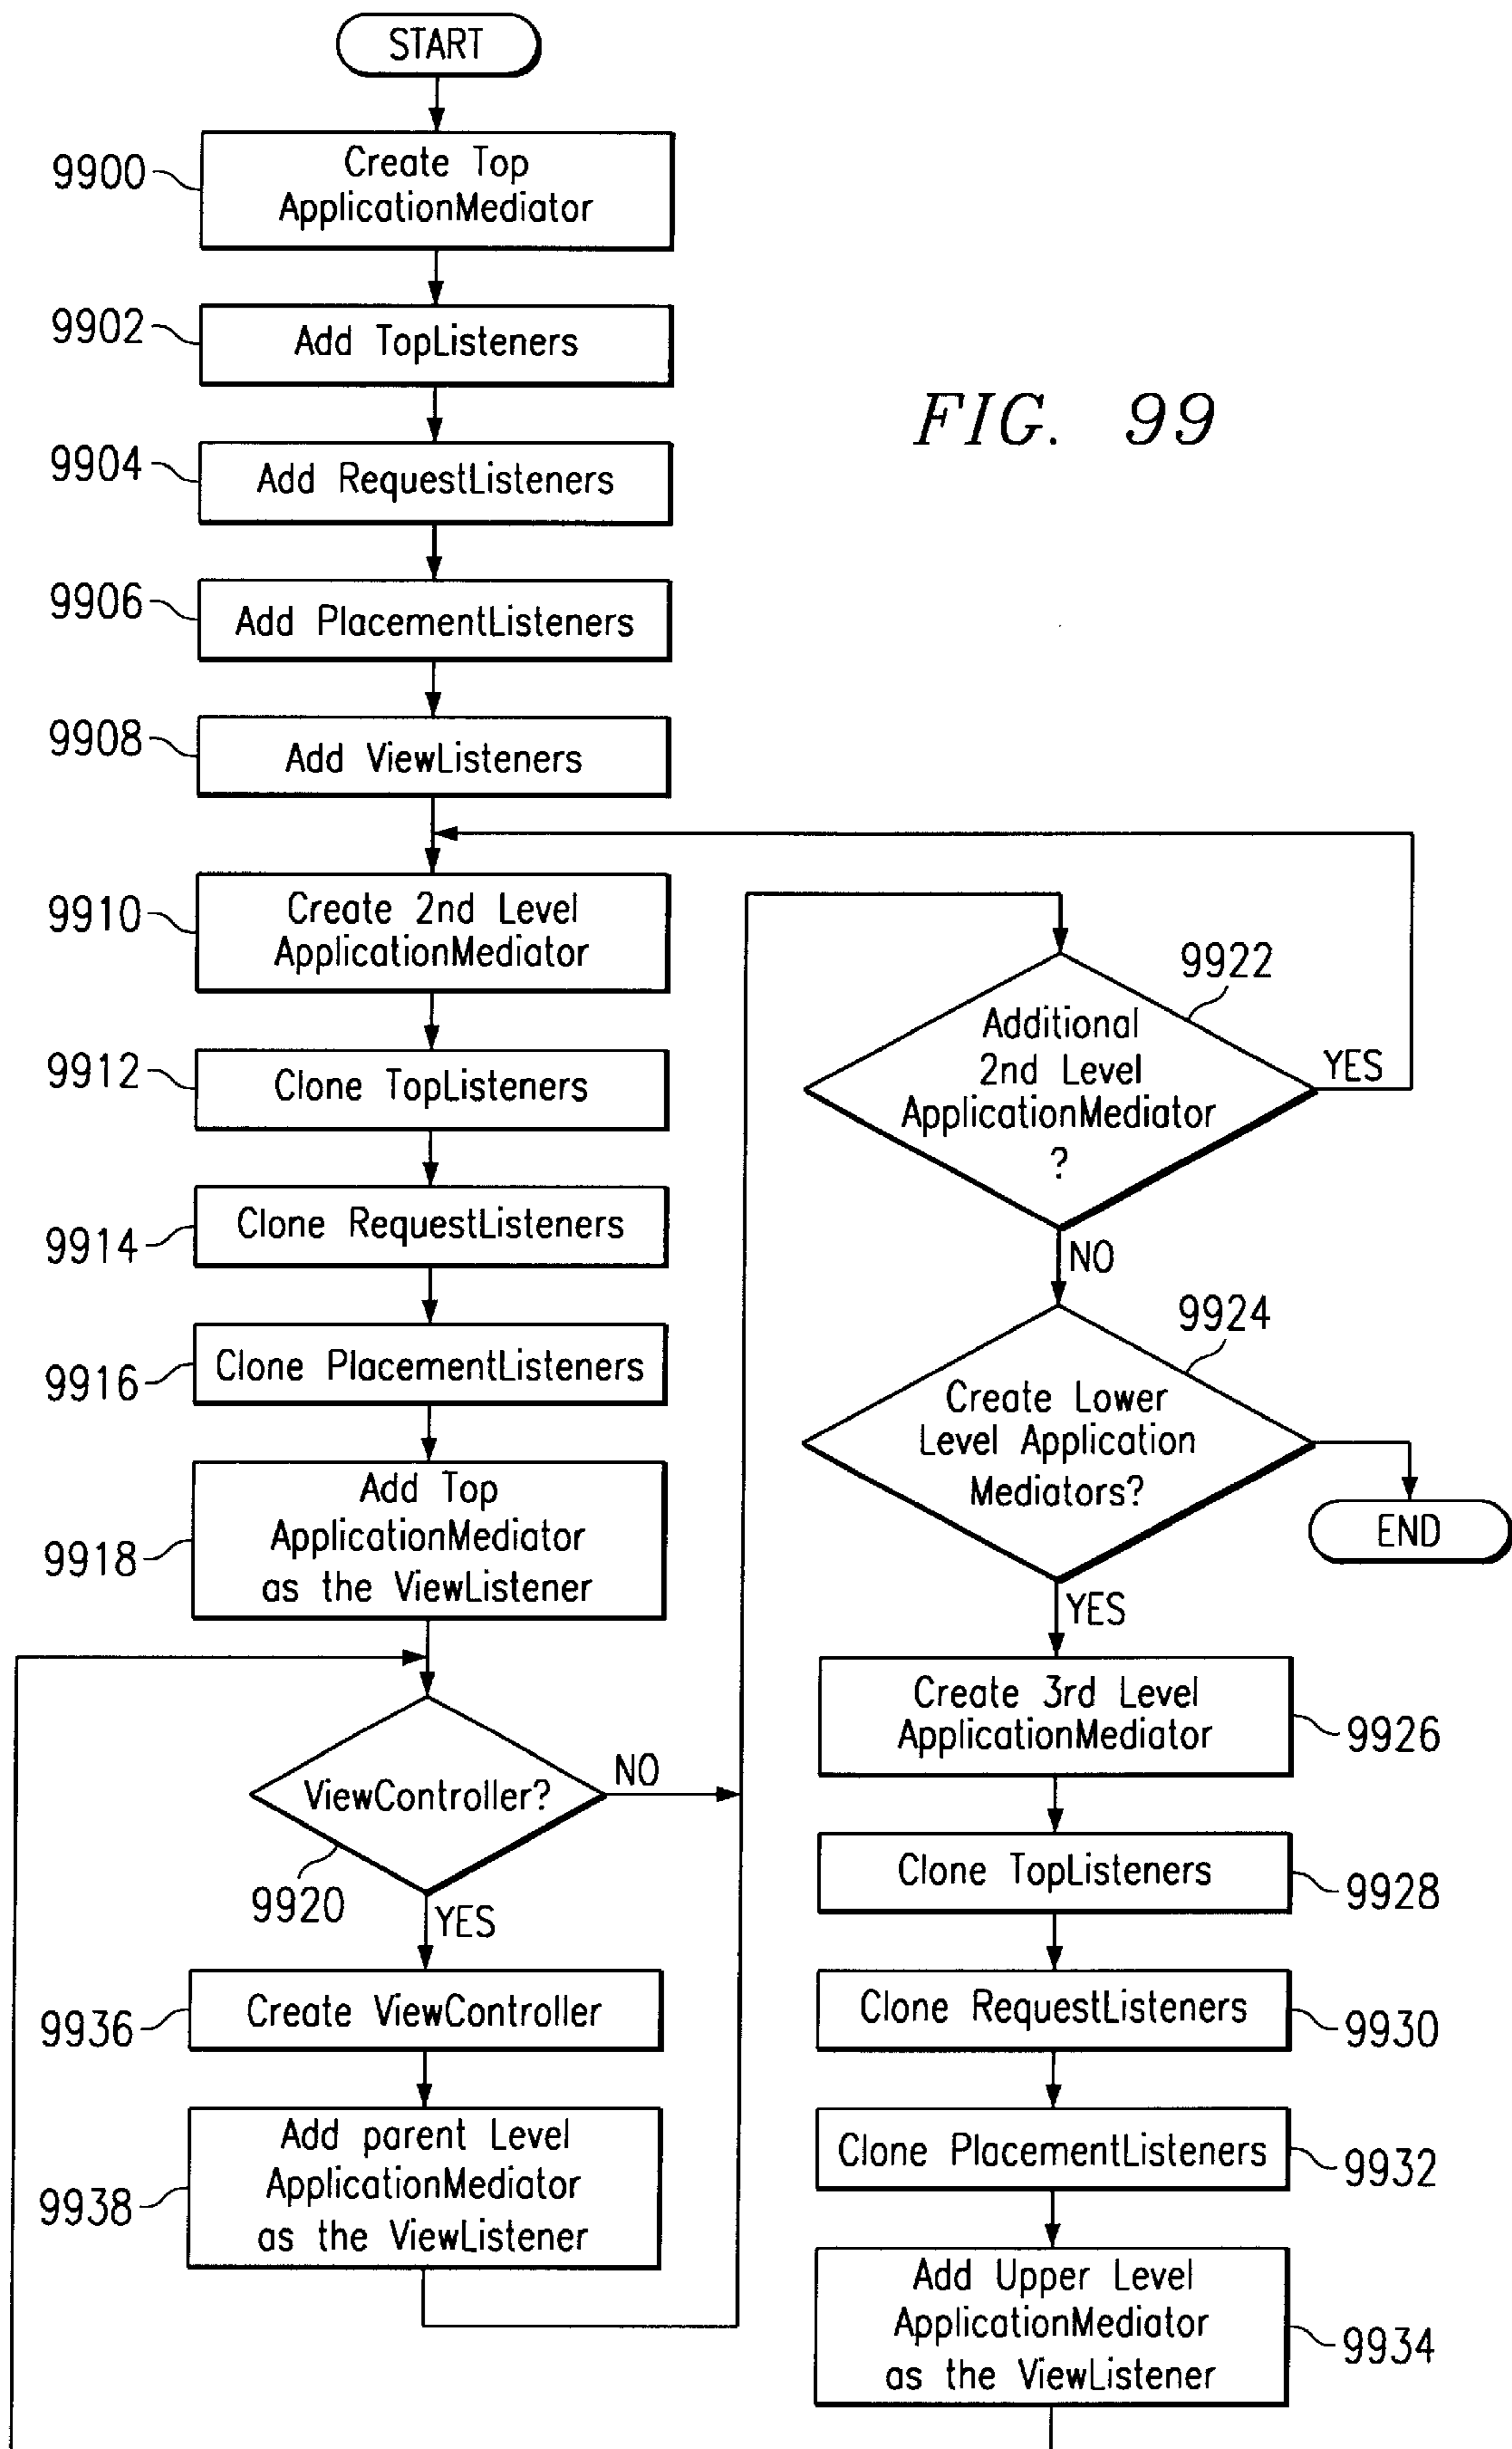 START
9900
Create Top
ApplicationMediator
9902
Add TopListeners
FIG. 99
9904
Add RequestListeners
9906
Add PlacementListeners
9908
Add ViewListeners
9910
Create 2nd Level
ApplicationMediator
9912
Clone TopListeners
9914
Clone RequestListeners
9916
Clone PlacementListeners
9918
Add Top
ApplicationMediator
as the ViewListener
ViewController?
NO
9920
YES
9936
Create ViewController
9938
Add parent Level
ApplicationMediator
as the ViewListener
9922
Additional
2nd Level
ApplicationMediator
?
YES
NO
9924
Create Lower
Level Application
Mediators?
END
YES
Create 3rd Level
ApplicationMediator
9926
Clone TopListeners
9928
Clone RequestListeners
9930
Clone PlacementListeners
9932
Add Upper Level
ApplicationMediator
as the ViewListener
9934